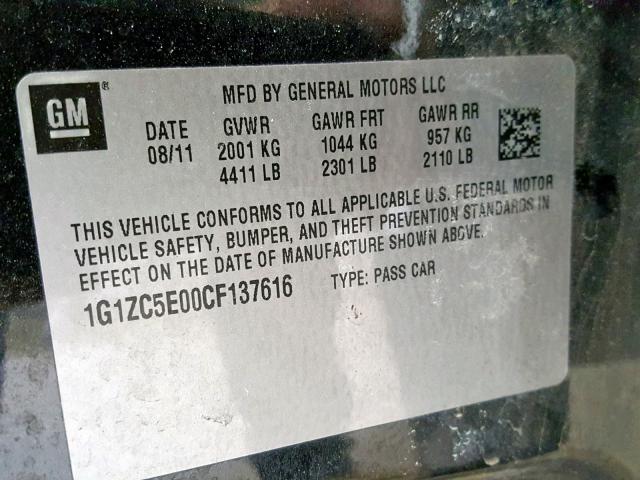 GM®
MFD BY GENERAL MOTORS LLC
DATE GVWR GAWR FRT GAWR RR
08/11 2001 KG 1044 KG 957 KG
4411 LB 2301 LB 2110 LB
THIS VEHICLE CONFORMS TO ALL APPLICABLE U.S. FEDERAL MOTOR
VEHICLE SAFETY, BUMPER, AND THEFT PREVENTION STANDARDS IN
EFFECT ON THE DATE OF MANUFACTURE SHOWN ABOVE.
1G1ZC5E00CF137616 TYPE: PASS CAR